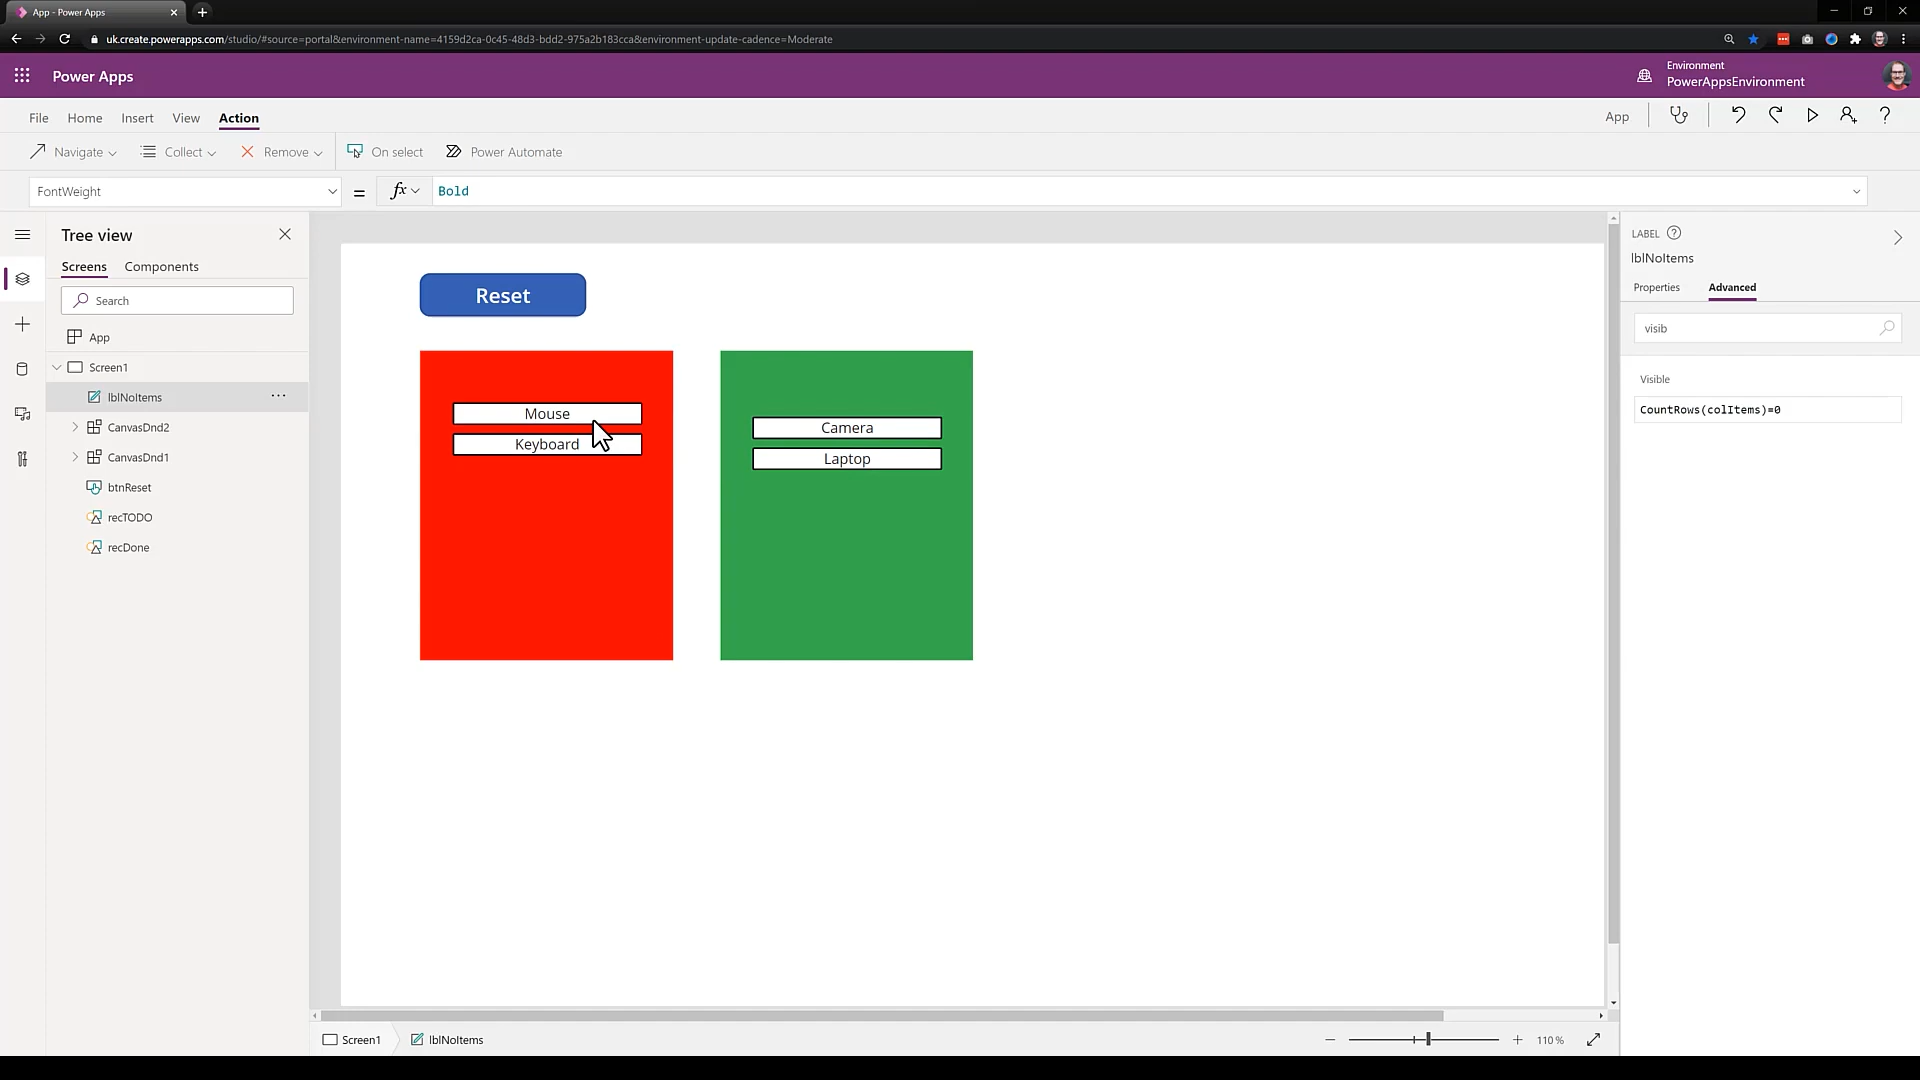 App - Power Apps
uk.create.powerapps.com/studio/#source=portal&environment-name=4159d2ca-0c45-48d3-bdd2-975a2b183cca&environment-update-cadence=Moderate
Power Apps
Environment
PowerAppsEnvironment
File Home Insert View Action
App
Navigate Collect Remove On select Power Automate
FontWeight = fx Bold
Tree view
Screens Components
Search
App
Screen1
lblNoItems
CanvasDnd2
CanvasDnd1
btnReset
recTODO
recDone
Reset
Mouse
Keyboard
Camera
Laptop
LABEL
lblNoItems
Properties Advanced
visib
Visible
CountRows(colItems)=0
Screen1 lblNoItems
110 %